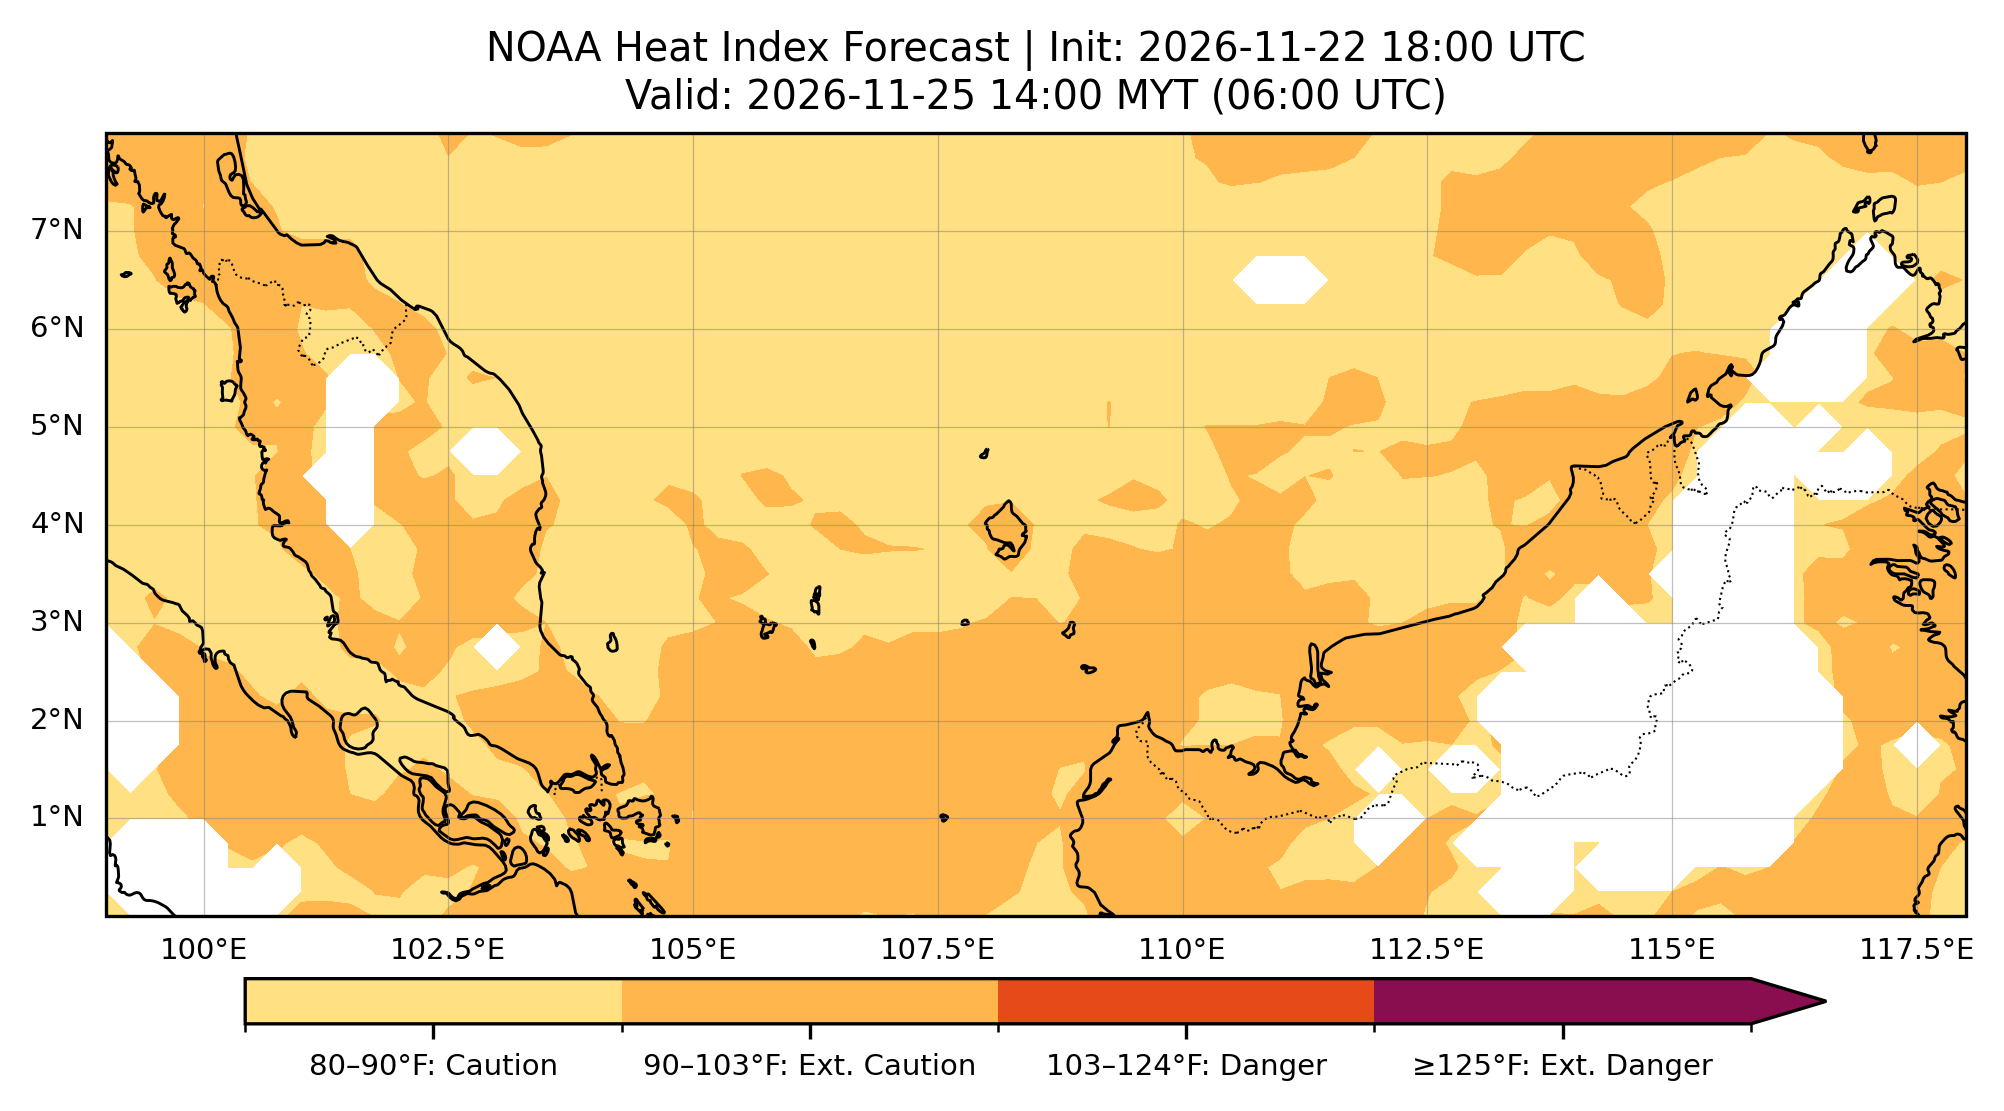 NOAA Heat Index Forecast | Init: 2026-11-22 18:00 UTC
Valid: 2026-11-25 14:00 MYT (06:00 UTC)
7°N
6°N
5°N
4°N
3°N
2°N
1°N
100°E
102.5°E
105°E
107.5°E
110°E
112.5°E
115°E
117.5°E
80–90°F: Caution
90–103°F: Ext. Caution
103–124°F: Danger
≥125°F: Ext. Danger